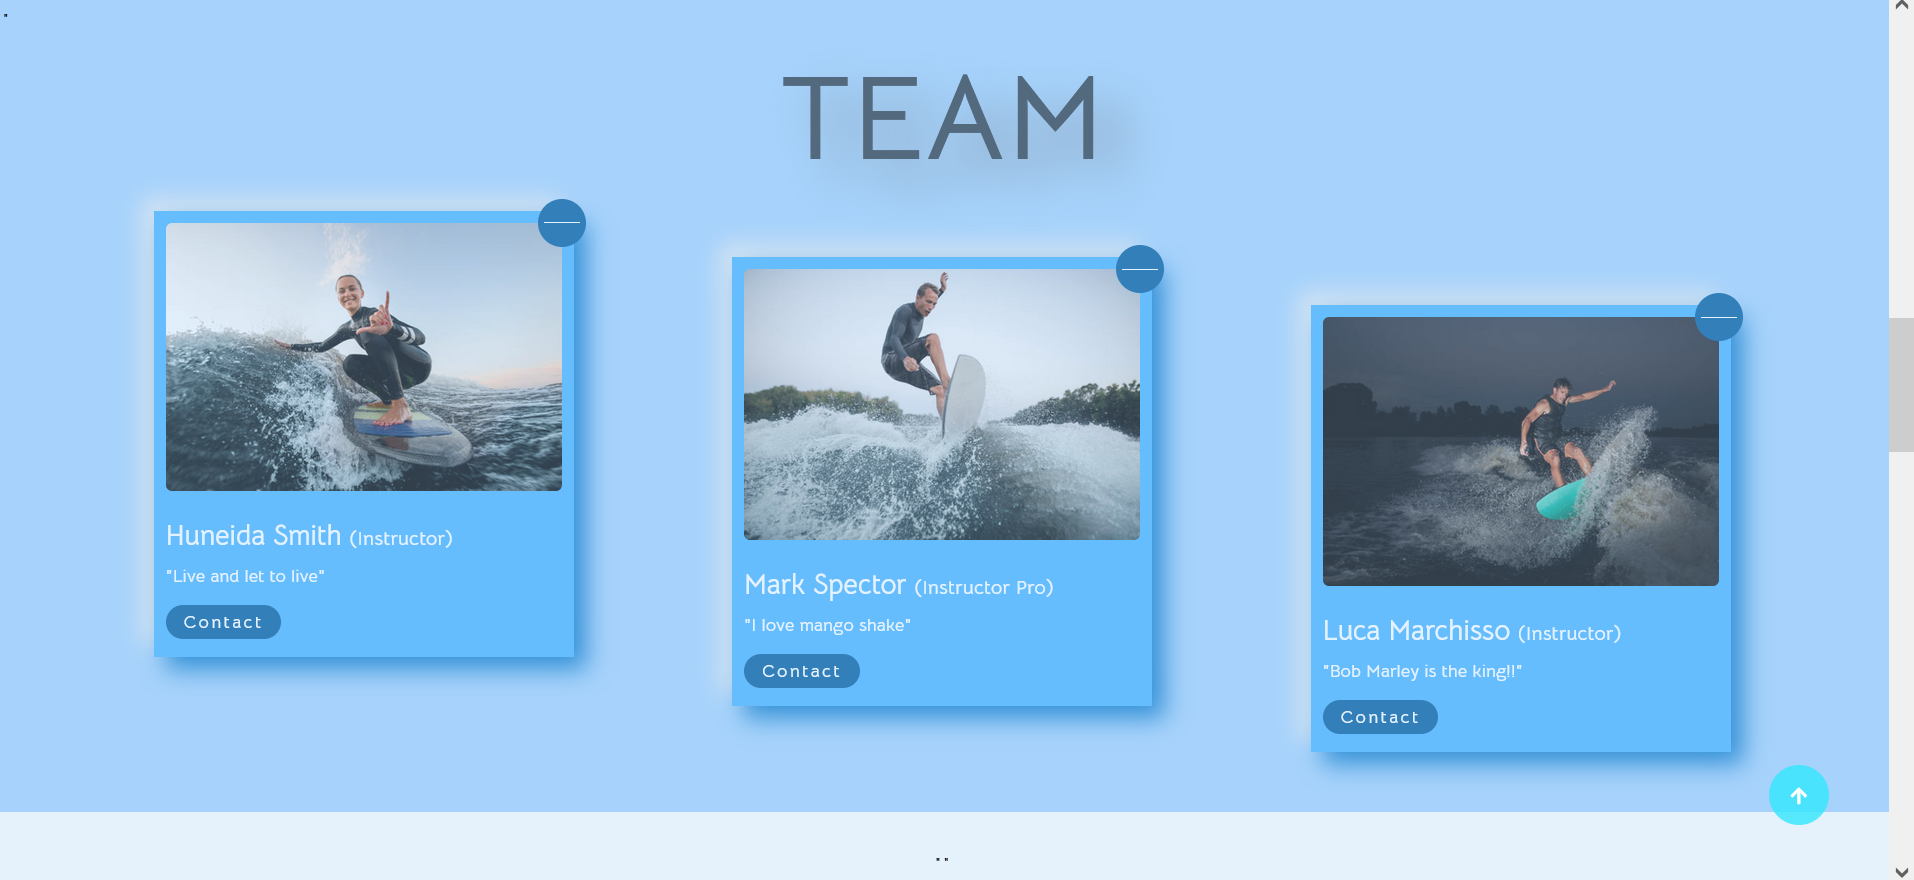 TEAM
Huneida Smith (Instructor)
"Live and let to live"
Contact
Mark Spector (Instructor Pro)
"I love mango shake"
Contact
Luca Marchisso (Instructor)
"Bob Marley is the king!!"
Contact